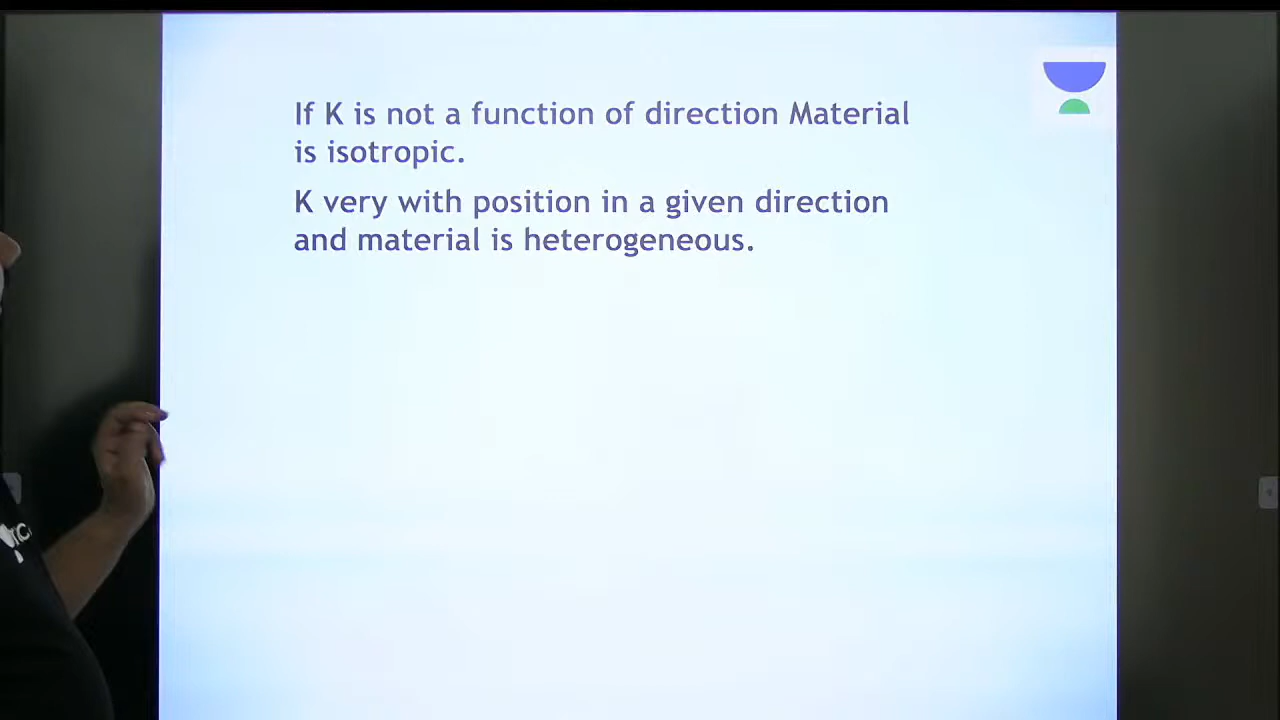 If K is not a function of direction Material
is isotropic.
K very with position in a given direction
and material is heterogeneous.